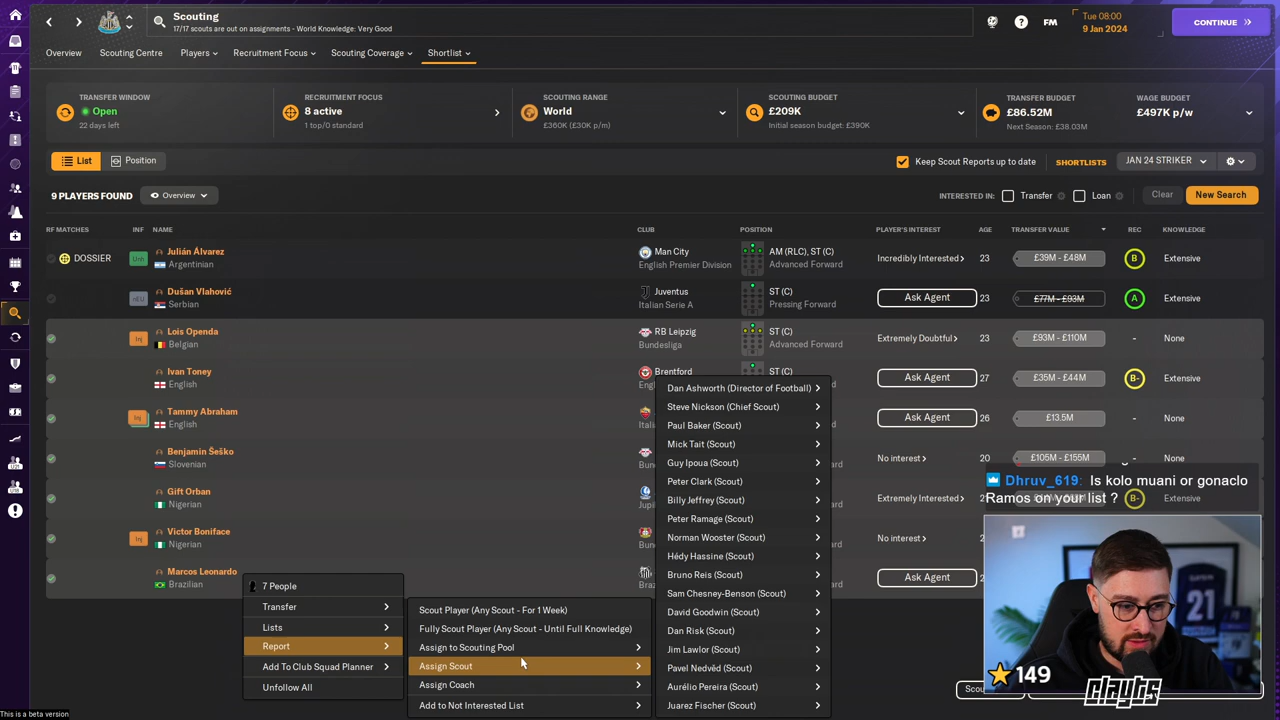 Scouting
17/17 scouts are out on assignments - World Knowledge: Very Good
FM
Tue 08:00
9 Jan 2024
CONTINUE
Overview
Scouting Centre
Players
Recruitment Focus
Scouting Coverage
Shortlist
TRANSFER WINDOW
Open
22 days left
RECRUITMENT FOCUS
8 active
1 top/0 standard
SCOUTING RANGE
World
£360K (£30K p/m)
SCOUTING BUDGET
£209K
Initial season budget: £390K
TRANSFER BUDGET
£86.52M
Next Season: £38.03M
WAGE BUDGET
£497K p/w
List
Position
Keep Scout Reports up to date
SHORTLISTS
JAN 24 STRIKER
9 PLAYERS FOUND
Overview
INTERESTED IN:
Transfer
Loan
Clear
New Search
RF MATCHES INF NAME CLUB POSITION PLAYER'S INTEREST AGE TRANSFER VALUE REC KNOWLEDGE
DOSSIER Unh Julián Álvarez Man City AM (RLC), ST (C) Incredibly Interested 23 £39M - £48M B Extensive
Argentinian English Premier Division Advanced Forward
nEU Dušan Vlahović Juventus ST (C) Ask Agent 23 £77M - £93M A Extensive
Serbian Italian Serie A Pressing Forward
Inj Lois Openda RB Leipzig ST (C) Extremely Doubtful 23 £93M - £110M - None
Belgian Bundesliga Advanced Forward
Ivan Toney Brentford ST (C) Ask Agent 27 £35M - £44M B- Extensive
English
Inj Tammy Abraham Ask Agent 26 £13.5M - None
English
Benjamin Šeško No interest 20 £105M - £155M - None
Slovenian
Gift Orban Extremely Interested B-
Nigerian
Inj Victor Boniface No interest
Nigerian
Marcos Leonardo Ask Agent
Brazilian
7 People
Transfer
Lists
Report
Add To Club Squad Planner
Unfollow All
Scout Player (Any Scout - For 1 Week)
Fully Scout Player (Any Scout - Until Full Knowledge)
Assign to Scouting Pool
Assign Scout
Assign Coach
Add to Not Interested List
Dan Ashworth (Director of Football)
Steve Nickson (Chief Scout)
Paul Baker (Scout)
Mick Tait (Scout)
Guy Ipoua (Scout)
Peter Clark (Scout)
Billy Jeffrey (Scout)
Peter Ramage (Scout)
Norman Wooster (Scout)
Hédy Hassine (Scout)
Bruno Reis (Scout)
Sam Chesney-Benson (Scout)
David Goodwin (Scout)
Dan Risk (Scout)
Jim Lawlor (Scout)
Pavel Nedvěd (Scout)
Aurélio Pereira (Scout)
Juarez Fischer (Scout)
Dhruv_619: Is kolo muani or gonaclo
Ramos on your list ?
149
clayts
This is a beta version